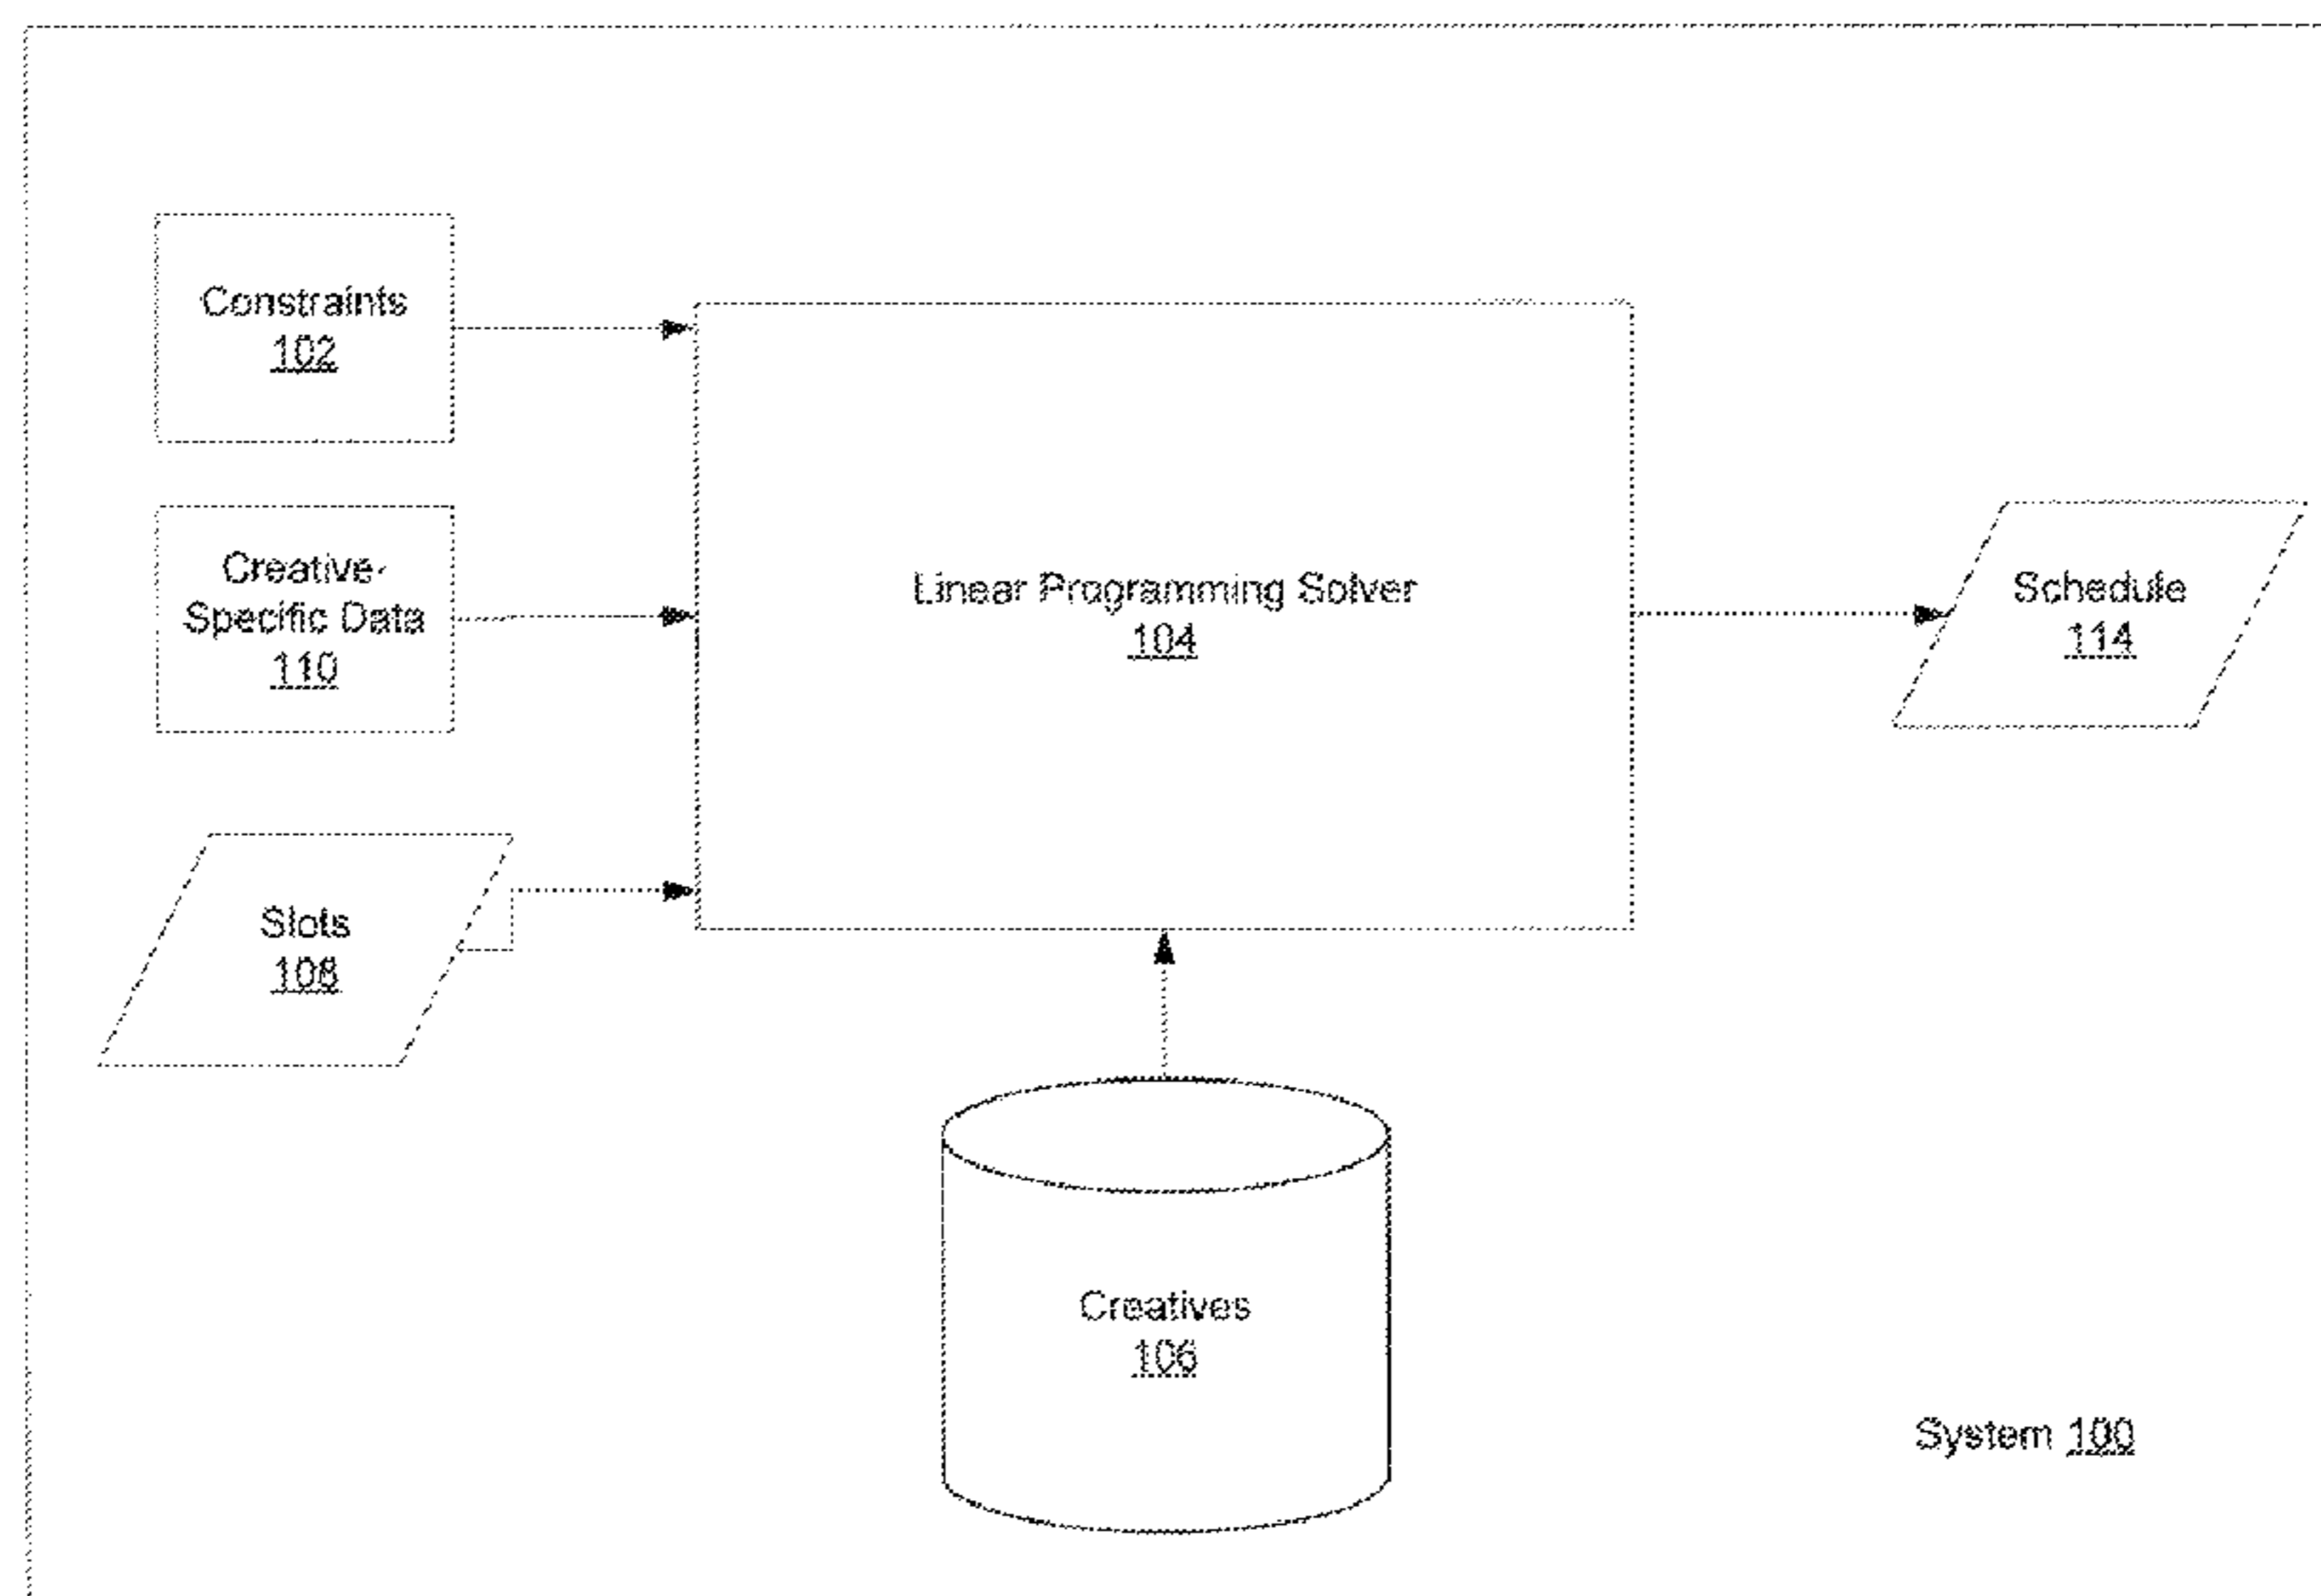 Constraints
102
Creative-
Specific Data
110
Slots
108
Linear Programming Solver
104
Schedule
114
Creatives
106
System 100